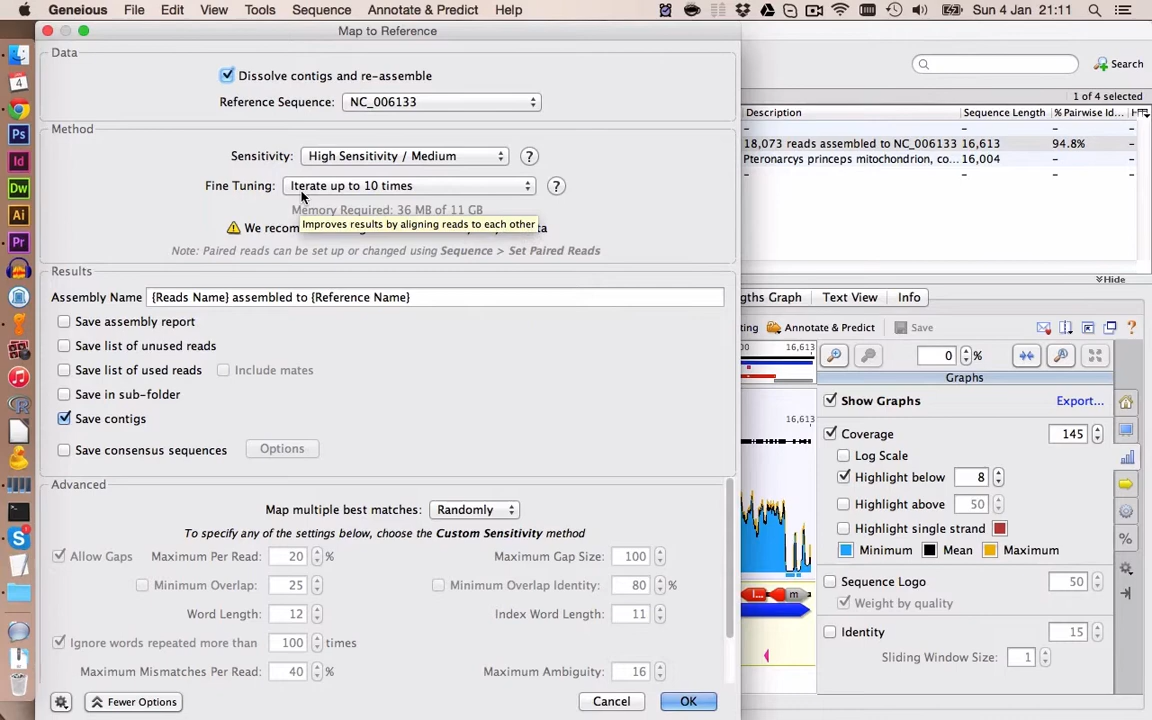 Geneious File Edit View Tools Sequence Annotate & Predict Help Sun 4 Jan 21:11
Map to Reference
Data
Dissolve contigs and re-assemble
Reference Sequence: NC_006133
Method
Sensitivity: High Sensitivity / Medium ?
Fine Tuning: Iterate up to 10 times ?
Memory Required: 36 MB of 11 GB
Improves results by aligning reads to each other
We recom
Note: Paired reads can be set up or changed using Sequence > Set Paired Reads
Results
Assembly Name {Reads Name} assembled to {Reference Name}
Save assembly report
Save list of unused reads
Save list of used reads Include mates
Save in sub-folder
Save contigs
Save consensus sequences Options
Advanced
Map multiple best matches: Randomly
To specify any of the settings below, choose the Custom Sensitivity method
Allow Gaps Maximum Per Read: 20 % Maximum Gap Size: 100
Minimum Overlap: 25 Minimum Overlap Identity: 80 %
Word Length: 12 Index Word Length: 11
Ignore words repeated more than 100 times
Maximum Mismatches Per Read: 40 % Maximum Ambiguity: 16
Fewer Options Cancel OK
Search
1 of 4 selected
Description Sequence Length % Pairwise Id...
– – –
18,073 reads assembled to NC_006133 16,613 94.8%
Pteronarcys princeps mitochondrion, co... 16,004 –
– – –
Hide
gths Graph Text View Info
ting Annotate & Predict Save ?
00 16,613
0 %
Graphs
16,613
Show Graphs Export...
Coverage 145
Log Scale
Highlight below 8
Highlight above 50
Highlight single strand
Minimum Mean Maximum
Sequence Logo 50
Weight by quality
Identity 15
Sliding Window Size: 1
l... m
4
Ps
Id
Dw
Ai
Pr